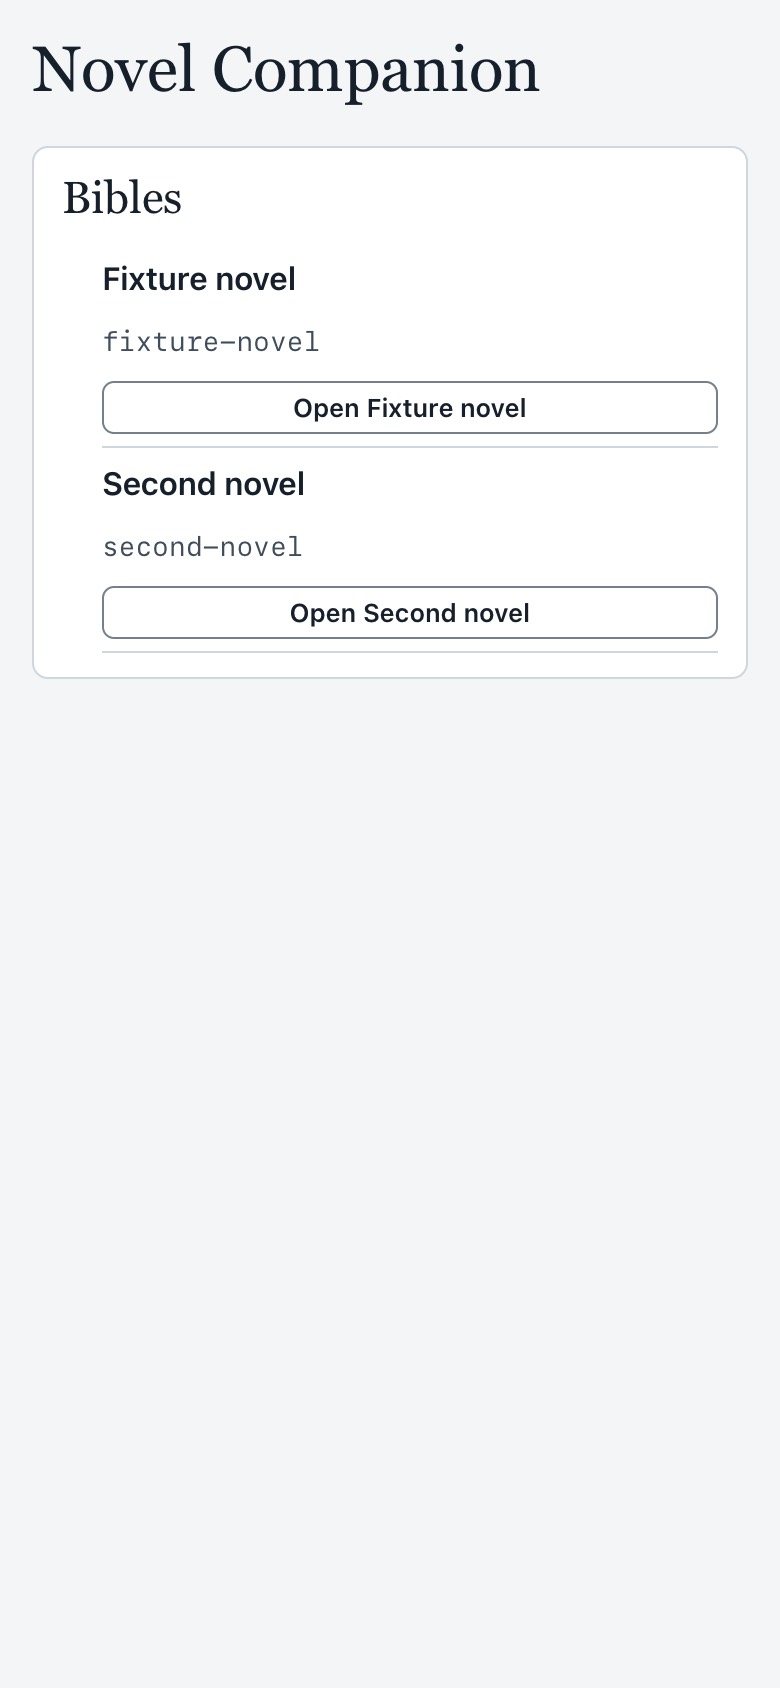 Novel Companion
Bibles
Fixture novel
fixture-novel
Open Fixture novel
Second novel
second-novel
Open Second novel